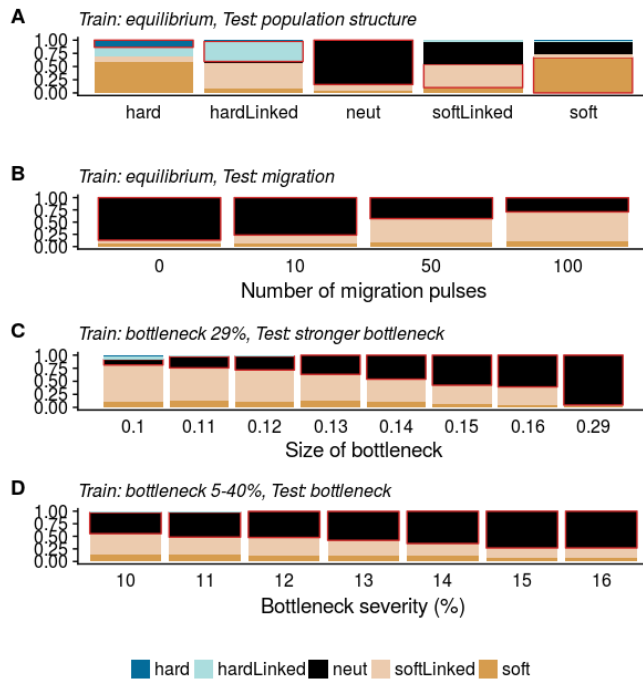 A
Train: equilibrium, Test: population structure
1.00
0.75
0.50
0.25
0.00
hard hardLinked neut softLinked soft
B
Train: equilibrium, Test: migration
1.00
0.75
0.50
0.25
0.00
0 10 50 100
Number of migration pulses
C
Train: bottleneck 29%, Test: stronger bottleneck
1.00
0.75
0.50
0.25
0.00
0.1 0.11 0.12 0.13 0.14 0.15 0.16 0.29
Size of bottleneck
D
Train: bottleneck 5-40%, Test: bottleneck
1.00
0.75
0.50
0.25
0.00
10 11 12 13 14 15 16
Bottleneck severity (%)
hard hardLinked neut softLinked soft